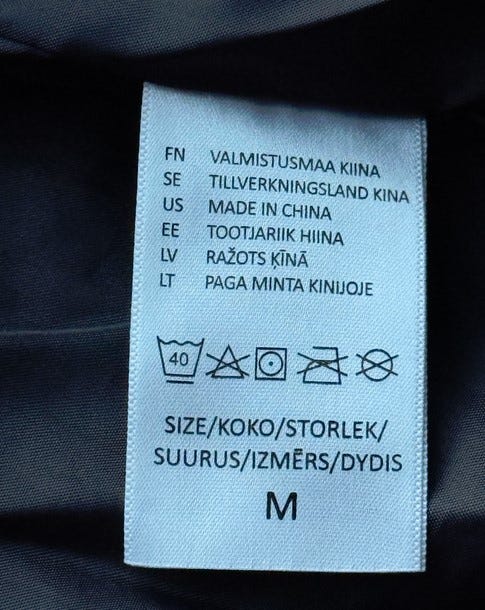 FN VALMISTUSMAA KIINA
SE TILLVERKNINGSLAND KINA
US MADE IN CHINA
EE TOOTJARIIK HIINA
LV RAŽOTS ĶĪNĀ
LT PAGA MINTA KINIJOJE
40
SIZE/KOKO/STORLEK/
SUURUS/IZMĒRS/DYDIS
M